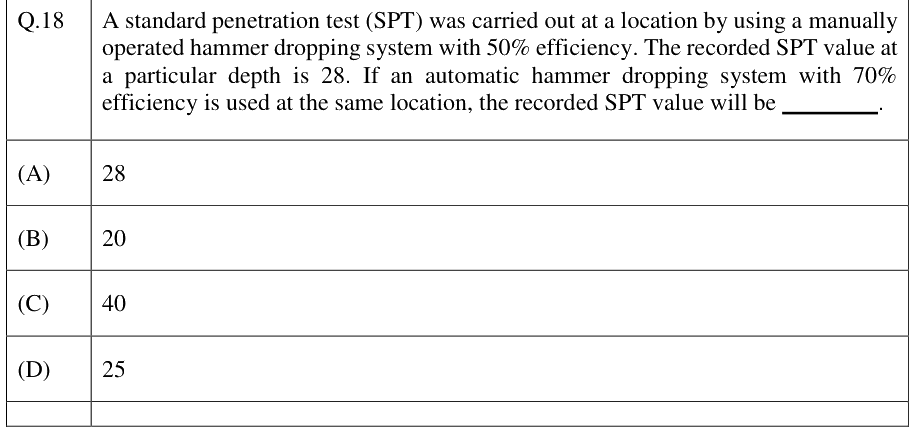 Q.18 A standard penetration test (SPT) was carried out at a location by using a manually
operated hammer dropping system with 50% efficiency. The recorded SPT value at
a particular depth is 28. If an automatic hammer dropping system with 70%
efficiency is used at the same location, the recorded SPT value will be ________.
(A) 28
(B) 20
(C) 40
(D) 25